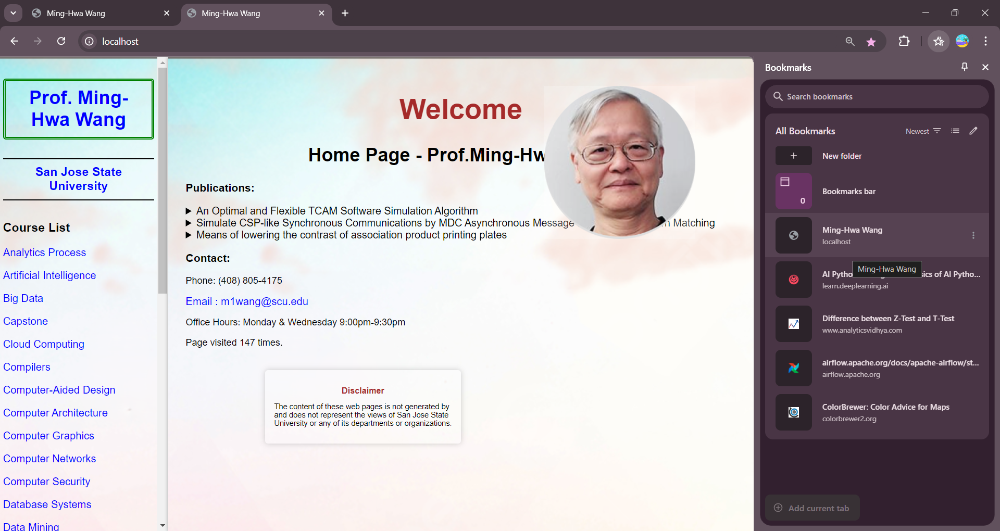 Ming-Hwa Wang
Ming-Hwa Wang
localhost
Prof. Ming-
Hwa Wang
San Jose State
University
Course List
Analytics Process
Artificial Intelligence
Big Data
Capstone
Cloud Computing
Compilers
Computer-Aided Design
Computer Architecture
Computer Graphics
Computer Networks
Computer Security
Database Systems
Data Mining
Welcome
Home Page - Prof.Ming-Hw
Publications:
An Optimal and Flexible TCAM Software Simulation Algorithm
Simulate CSP-like Synchronous Communications by MDC Asynchronous Message Matching
Means of lowering the contrast of association product printing plates
Contact:
Phone: (408) 805-4175
Email : m1wang@scu.edu
Office Hours: Monday & Wednesday 9:00pm-9:30pm
Page visited 147 times.
Disclaimer
The content of these web pages is not generated by
and does not represent the views of San Jose State
University or any of its departments or organizations.
Bookmarks
Search bookmarks
All Bookmarks
Newest
New folder
0
Bookmarks bar
Ming-Hwa Wang
localhost
Ming-Hwa Wang
AI Pytho sics of AI Pytho...
learn.deeplearning.ai
Difference between Z-Test and T-Test
www.analyticsvidhya.com
airflow.apache.org/docs/apache-airflow/st...
airflow.apache.org
ColorBrewer: Color Advice for Maps
colorbrewer2.org
Add current tab